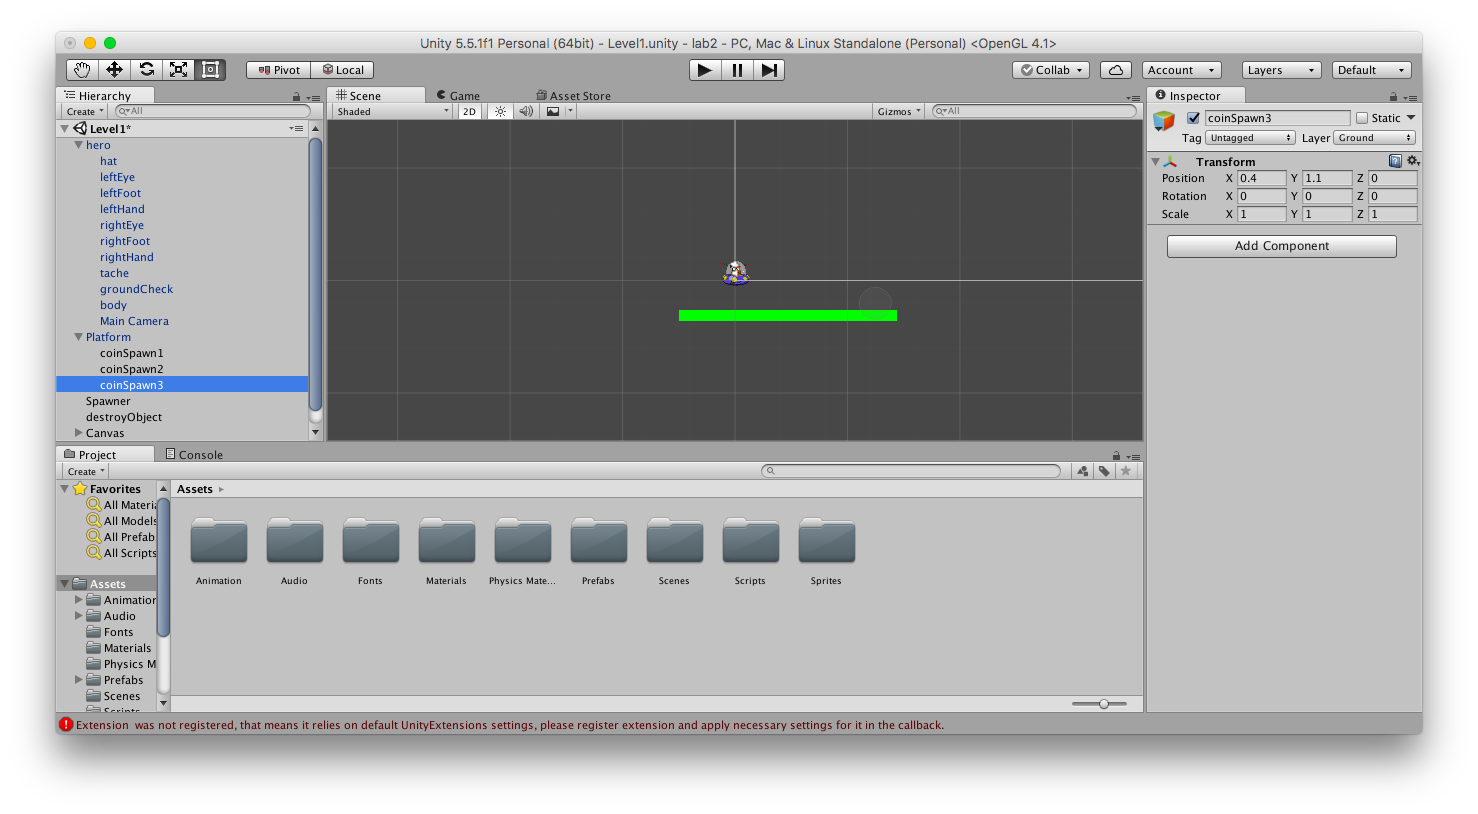 Unity 5.5.1f1 Personal (64bit) - Level1.unity - lab2 - PC, Mac & Linux Standalone (Personal) <OpenGL 4.1>
Pivot Local Collab Account Layers Default
Hierarchy
Create All
Level1*
hero
hat
leftEye
leftFoot
leftHand
rightEye
rightFoot
rightHand
tache
groundCheck
body
Main Camera
Platform
coinSpawn1
coinSpawn2
coinSpawn3
Spawner
destroyObject
Canvas
Scene Game Asset Store
Shaded 2D Gizmos All
Inspector
coinSpawn3 Static
Tag Untagged Layer Ground
Transform
Position X 0.4 Y 1.1 Z 0
Rotation X 0 Y 0 Z 0
Scale X 1 Y 1 Z 1
Add Component
Project Console
Create
Favorites
All Materia
All Models
All Prefab
All Scripts
Assets
Animation
Audio
Fonts
Materials
Physics M
Prefabs
Scenes
Scripts
Assets
Animation Audio Fonts Materials Physics Mate... Prefabs Scenes Scripts Sprites
Extension was not registered, that means it relies on default UnityExtensions settings, please register extension and apply necessary settings for it in the callback.